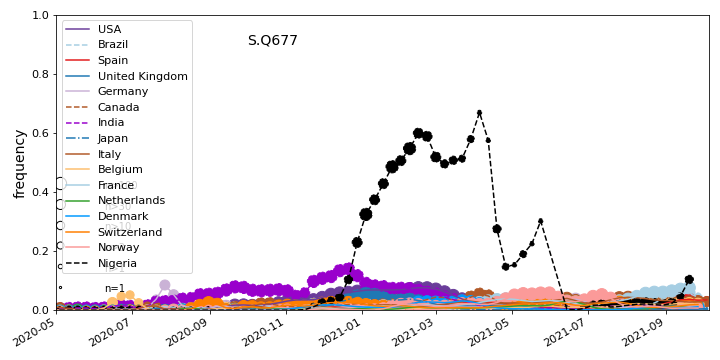 S.Q677
1.0
0.8
0.6
0.4
0.2
0.0
frequency
USA
Brazil
Spain
United Kingdom
Germany
Canada
India
Japan
Italy
Belgium
France
Netherlands
Denmark
Switzerland
Norway
Nigeria
n=1
2020-05
2020-07
2020-09
2020-11
2021-01
2021-03
2021-05
2021-07
2021-09